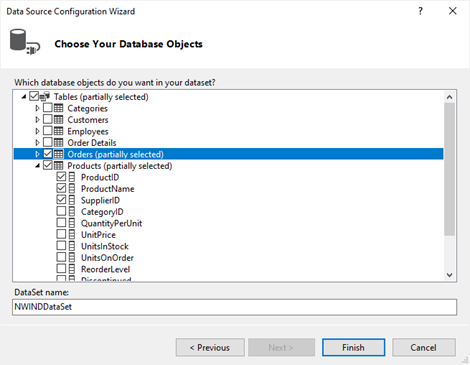 Data Source Configuration Wizard
?
Choose Your Database Objects
Which database objects do you want in your dataset?
Tables (partially selected)
Categories
Customers
Employees
Order Details
Orders (partially selected)
Products (partially selected)
ProductID
ProductName
SupplierID
CategoryID
QuantityPerUnit
UnitPrice
UnitsInStock
UnitsOnOrder
ReorderLevel
Discontinued
DataSet name:
NWINDDataSet
< Previous
Next >
Finish
Cancel